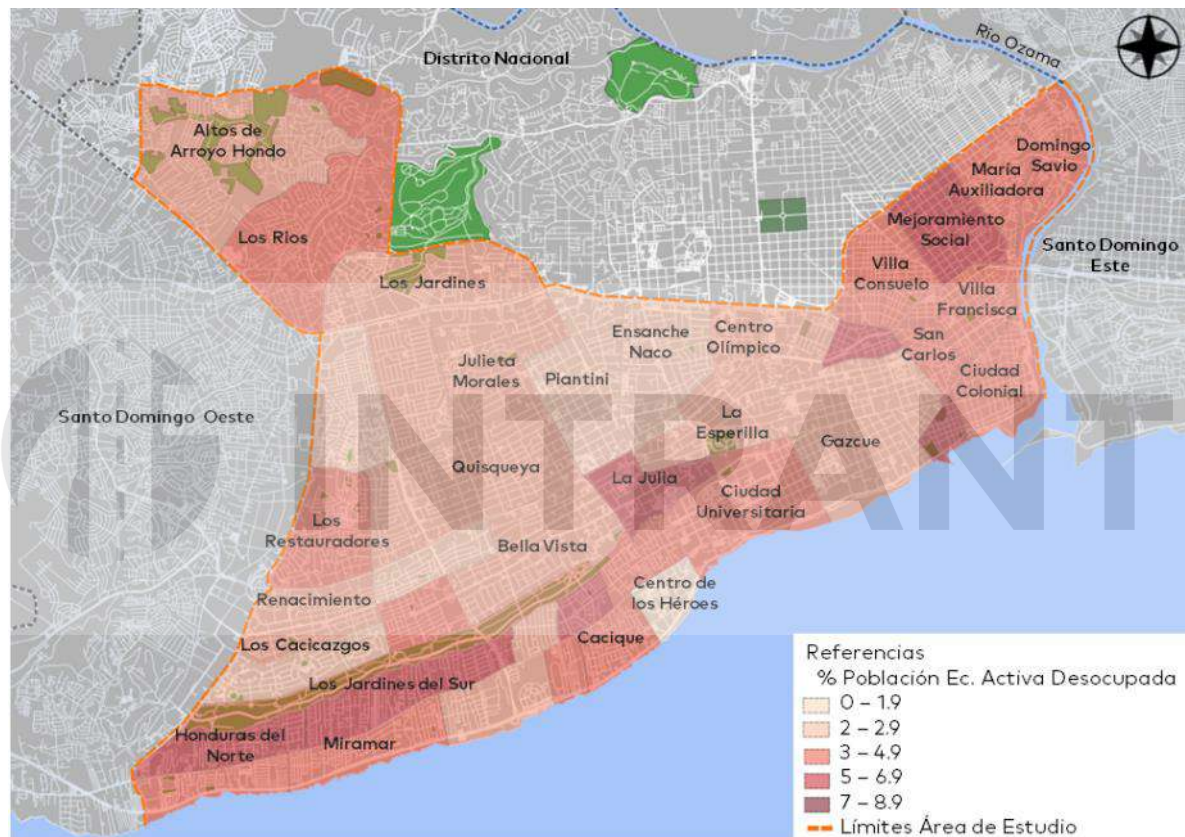 Distrito Nacional
Río Ozama
Altos de
Arroyo Hondo
Domingo
Savio
María
Auxiliadora
Mejoramiento
Social
Los Rios
Santo Domingo
Este
Villa
Consuelo
Los Jardines
Villa
Francisca
Ensanche
Naco
Centro
Olímpico
San
Carlos
Julieta
Morales
Piantini
Ciudad
Colonial
Santo Domingo Oeste
La
Esperilla
Gazcue
INTRANT
Quisqueya
La Julia
Ciudad
Universitaria
Los
Restauradores
Bella Vista
Centro de
los Héroes
Renacimiento
Cacique
Los Cacicazgos
Los Jardines del Sur
Honduras del
Norte
Miramar
Referencias
% Población Ec. Activa Desocupada
0 – 1.9
2 – 2.9
3 – 4.9
5 – 6.9
7 – 8.9
Límites Área de Estudio